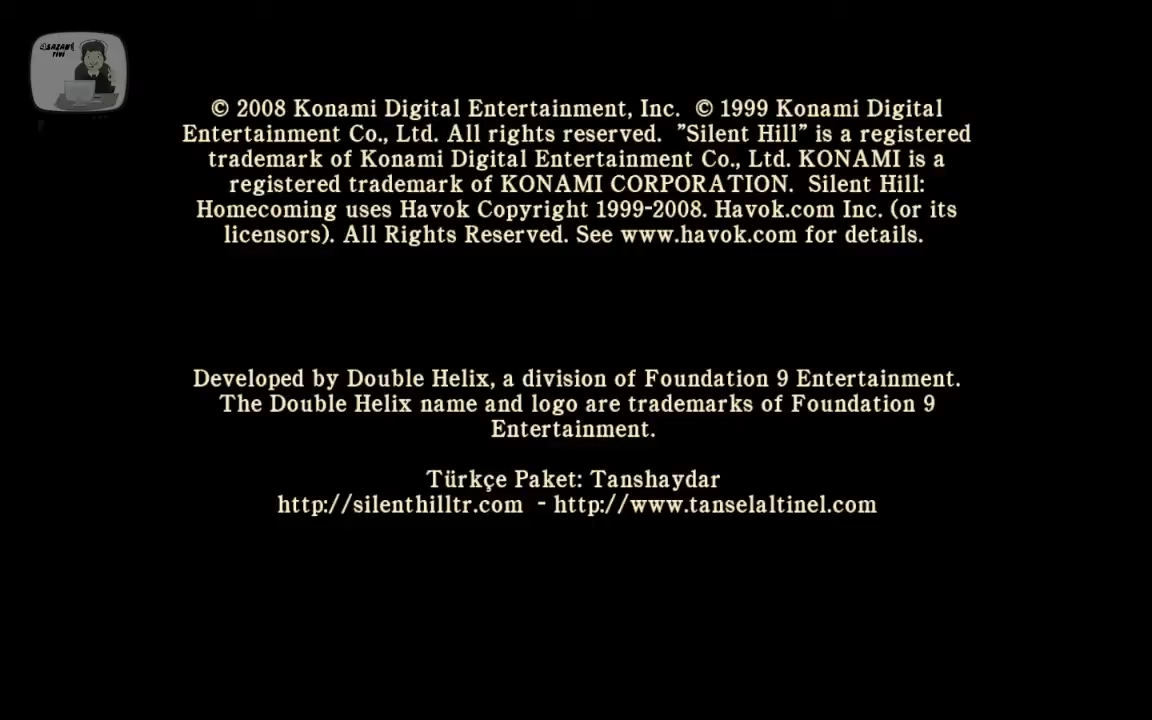 © 2008 Konami Digital Entertainment, Inc.  © 1999 Konami Digital
Entertainment Co., Ltd. All rights reserved.  ”Silent Hill” is a registered
trademark of Konami Digital Entertainment Co., Ltd. KONAMI is a
registered trademark of KONAMI CORPORATION.  Silent Hill:
Homecoming uses Havok Copyright 1999-2008. Havok.com Inc. (or its
licensors). All Rights Reserved. See www.havok.com for details.
Developed by Double Helix, a division of Foundation 9 Entertainment.
The Double Helix name and logo are trademarks of Foundation 9
Entertainment.
Türkçe Paket: Tanshaydar
http://silenthilltr.com  - http://www.tanselaltinel.com